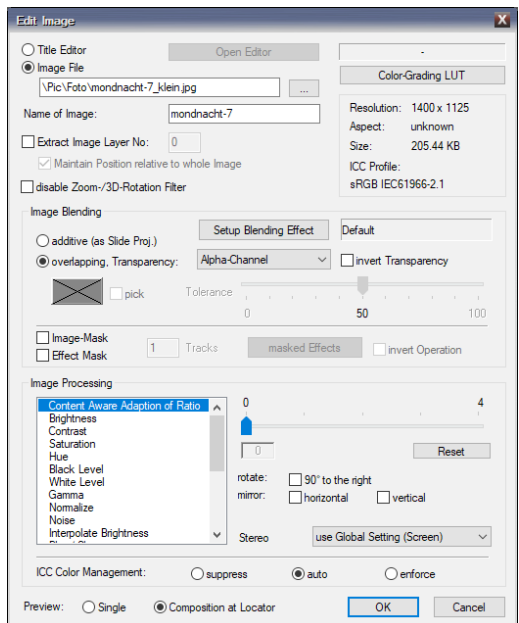 Edit Image
X
Title Editor
Open Editor
-
Image File
\Pic\Foto\mondnacht-7_klein.jpg
...
Color-Grading LUT
Name of Image:
mondnacht-7
Resolution: 1400 x 1125
Aspect: unknown
Size: 205.44 KB
ICC Profile:
sRGB IEC61966-2.1
Extract Image Layer No:
0
Maintain Position relative to whole Image
disable Zoom-/3D-Rotation Filter
Image Blending
Setup Blending Effect
Default
additive (as Slide Proj.)
overlapping, Transparency:
Alpha-Channel
invert Transparency
pick
Tolerance
0
50
100
Image-Mask
Effect Mask
1
Tracks
masked Effects
invert Operation
Image Processing
Content Aware Adaption of Ratio
Brightness
Contrast
Saturation
Hue
Black Level
White Level
Gamma
Normalize
Noise
Interpolate Brightness
0
4
0
Reset
rotate:
90° to the right
mirror:
horizontal
vertical
Stereo
use Global Setting (Screen)
ICC Color Management:
suppress
auto
enforce
Preview:
Single
Composition at Locator
OK
Cancel